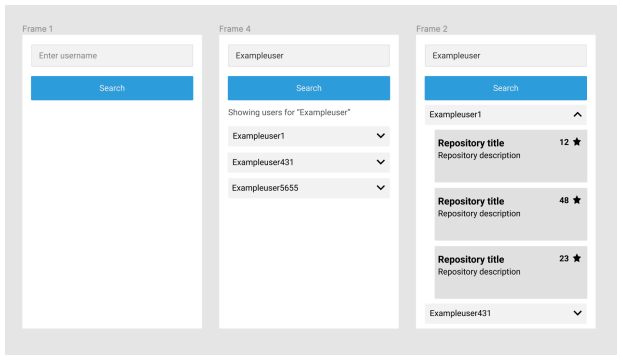 Frame 1
Enter username
Search
Frame 4
Exampleuser
Search
Showing users for "Exampleuser"
Exampleuser1
Exampleuser431
Exampleuser5655
Frame 2
Exampleuser
Search
Exampleuser1
Repository title 12
Repository description
Repository title 48
Repository description
Repository title 23
Repository description
Exampleuser431